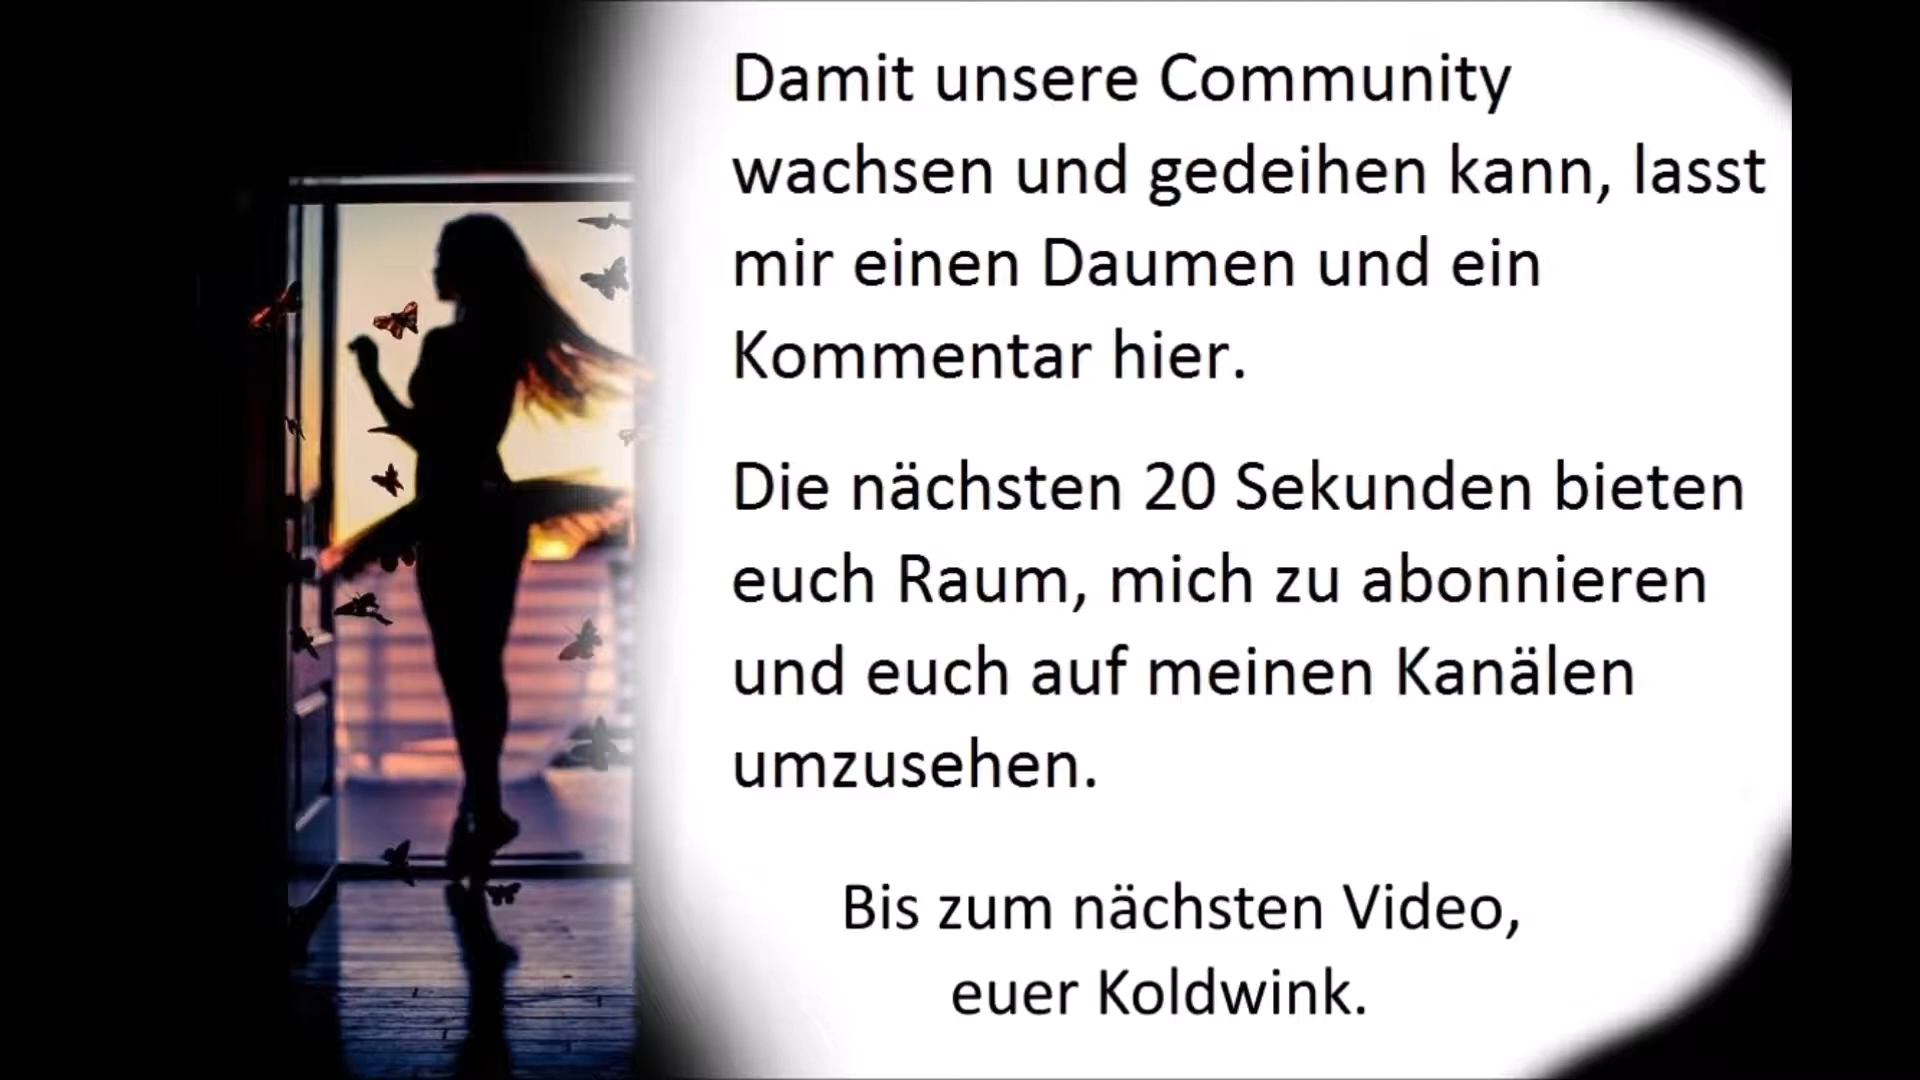 Damit unsere Community
wachsen und gedeihen kann, lasst
mir einen Daumen und ein
Kommentar hier.
Die nächsten 20 Sekunden bieten
euch Raum, mich zu abonnieren
und euch auf meinen Kanälen
umzusehen.
Bis zum nächsten Video,
euer Koldwink.